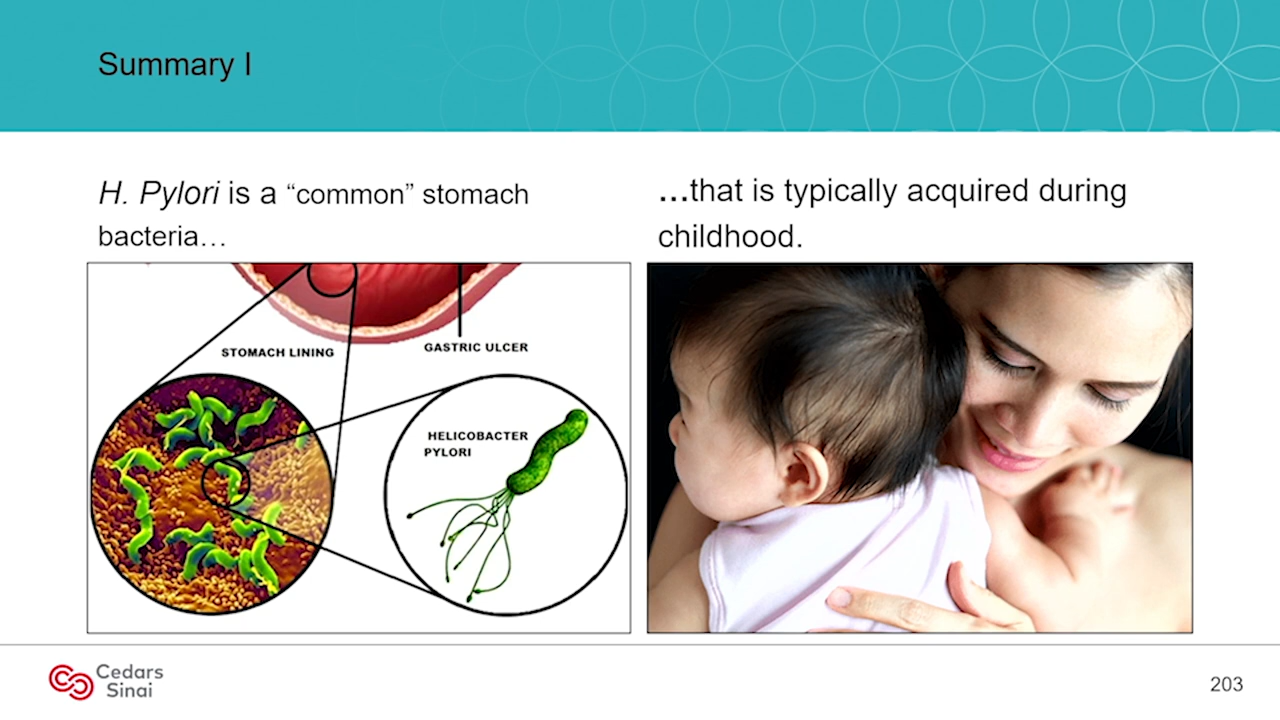 Summary I
H. Pylori is a “common” stomach
bacteria…
…that is typically acquired during
childhood.
STOMACH LINING
GASTRIC ULCER
HELICOBACTER
PYLORI
Cedars
Sinai
203